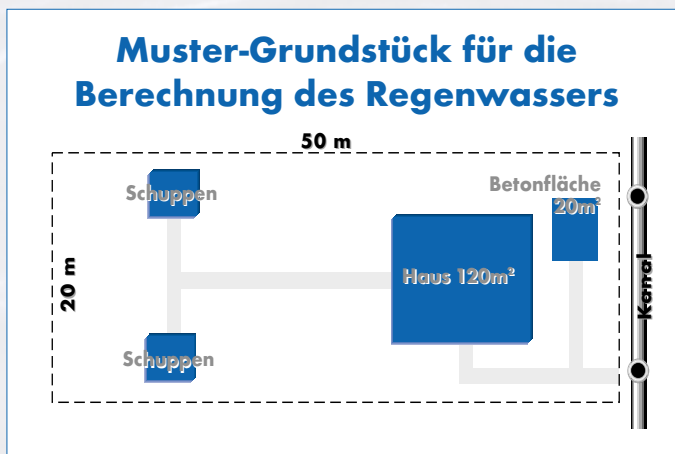 Muster-Grundstück für die
Berechnung des Regenwassers
50 m
Schuppen
Betonfläche
20m²
20 m
Haus 120m²
Kanal
Schuppen